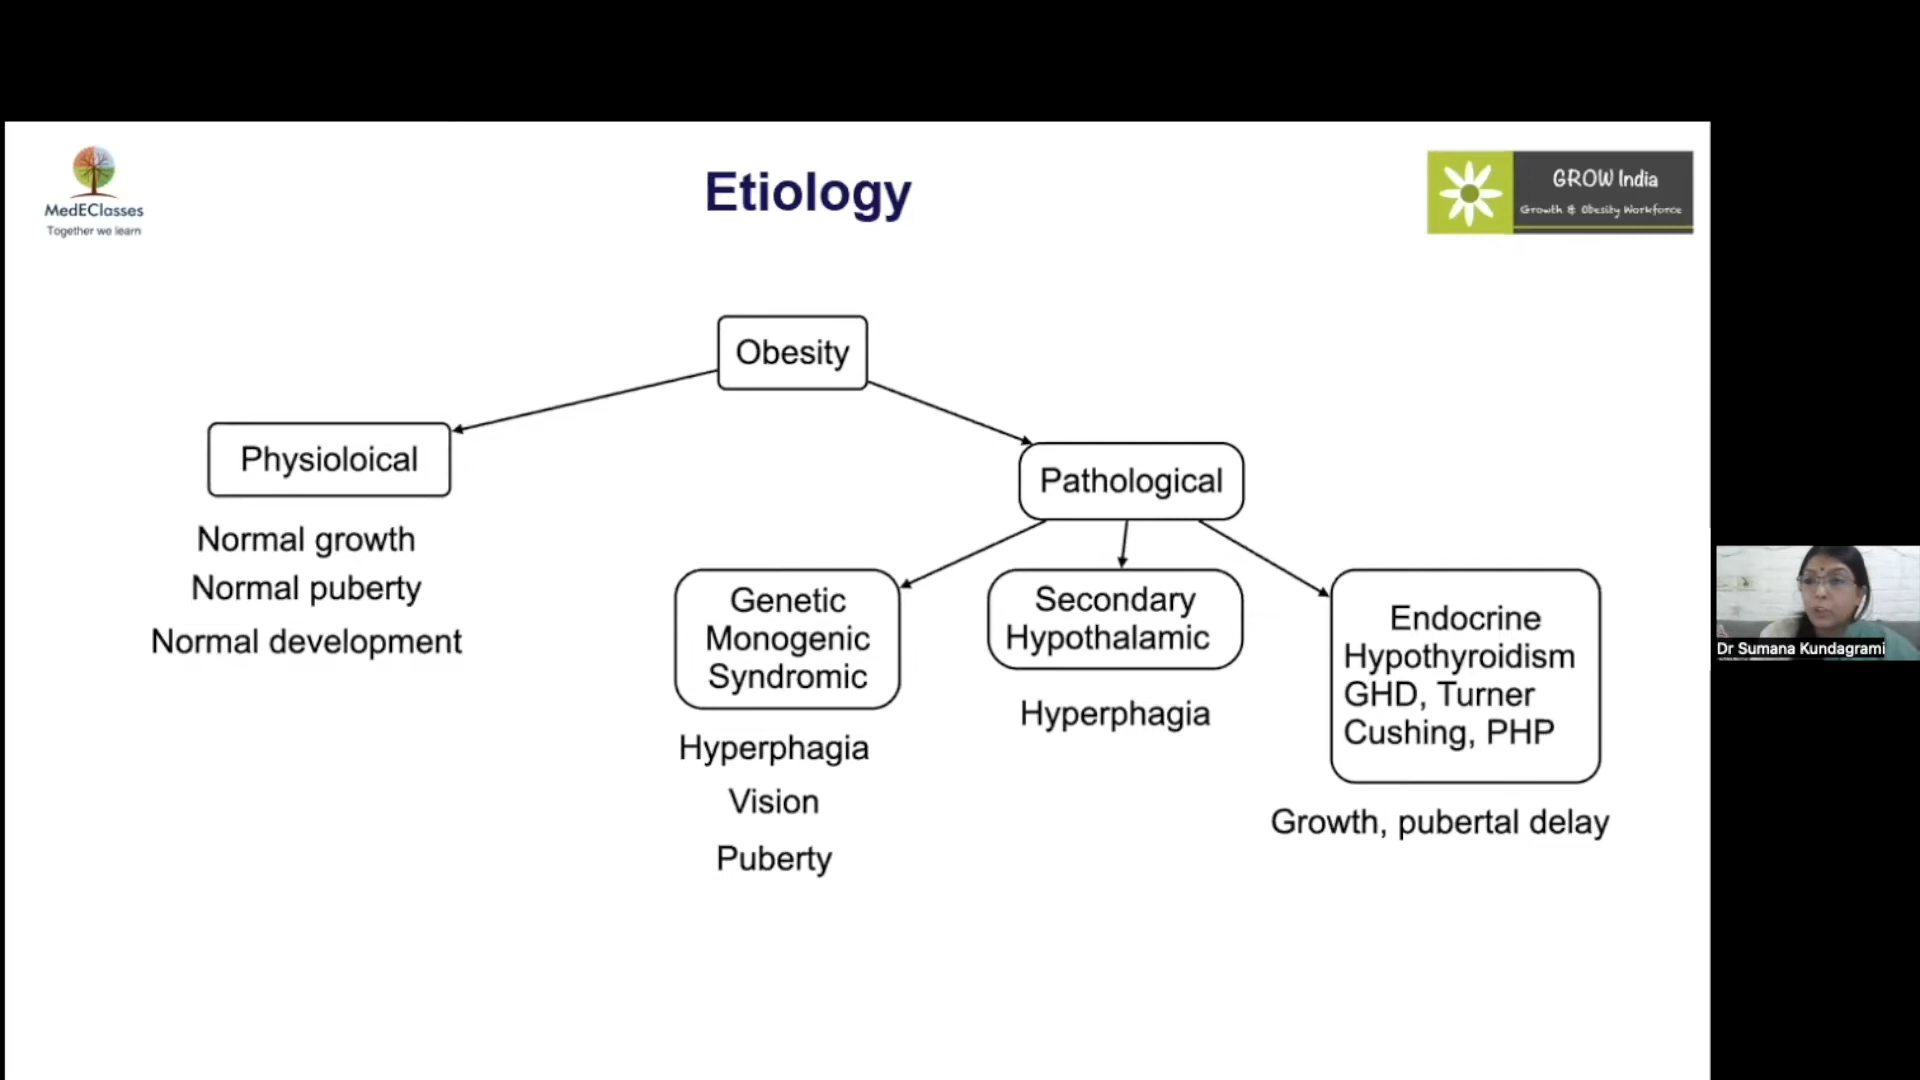 MedEClasses
Together we learn
Etiology
GROW India
Growth & Obesity Workforce
Obesity
Physioloical
Normal growth
Normal puberty
Normal development
Pathological
Genetic
Monogenic
Syndromic
Hyperphagia
Vision
Puberty
Secondary
Hypothalamic
Hyperphagia
Endocrine
Hypothyroidism
GHD, Turner
Cushing, PHP
Growth, pubertal delay
Dr Sumana Kundagrami